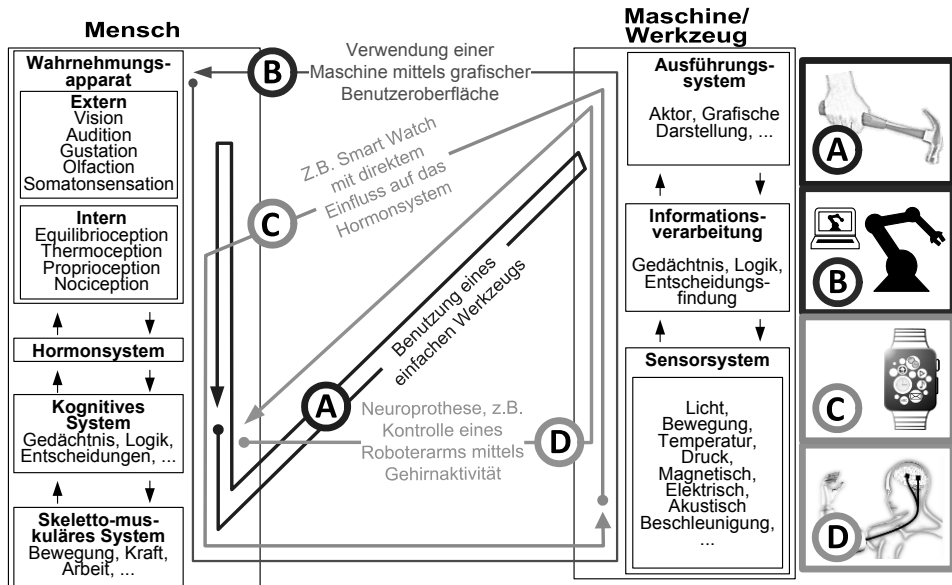 Mensch
Wahrnehmungs-
apparat
Extern
Vision
Audition
Gustation
Olfaction
Somatonsensation
Intern
Equilibrioception
Thermoception
Proprioception
Nociception
Hormonsystem
Kognitives
System
Gedächtnis, Logik,
Entscheidungen, ...
Skeletto-mus-
kuläres System
Bewegung, Kraft,
Arbeit, ...
B
Verwendung einer
Maschine mittels grafischer
Benutzeroberfläche
C
Z.B. Smart Watch
mit direktem
Einfluss auf das
Hormonsystem
A
Benutzung eines
einfachen Werkzeugs
Neuroprothese, z.B.
Kontrolle eines
Roboterarms mittels
Gehirnaktivität
D
Maschine/
Werkzeug
Ausführungs-
system
Aktor, Grafische
Darstellung, ...
Informations-
verarbeitung
Gedächtnis, Logik,
Entscheidungs-
findung
Sensorsystem
Licht,
Bewegung,
Temperatur,
Druck,
Magnetisch,
Elektrisch,
Akustisch
Beschleunigung,
...
A
B
C
D